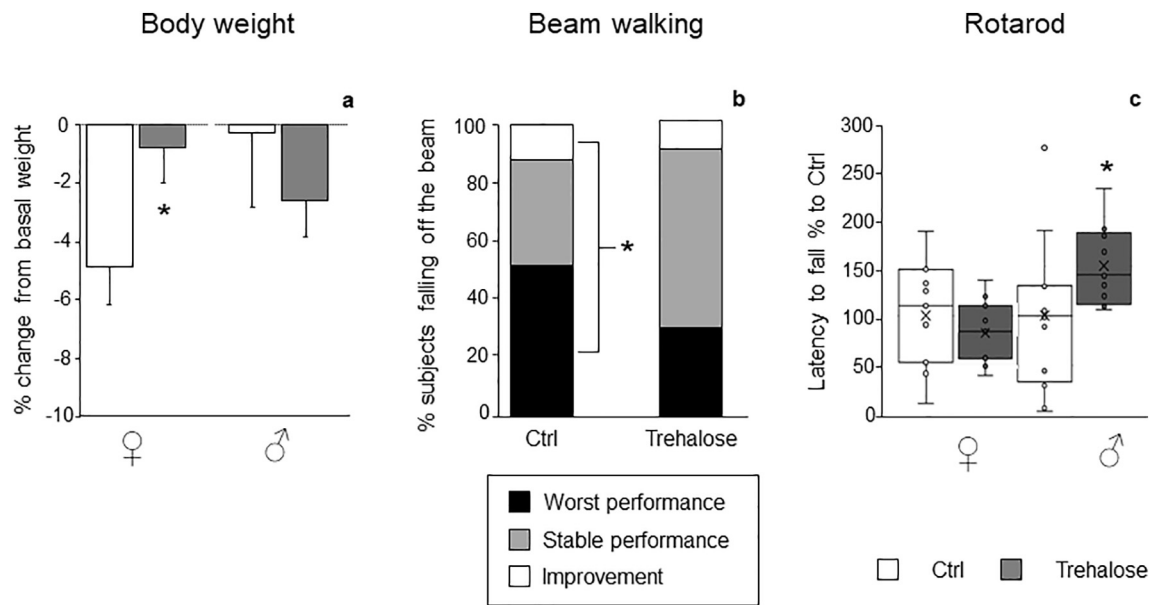 Body weight
Beam walking
Rotarod
a
b
c
% change from basal weight
0
-2
-4
-6
-8
-10
*
♀
♂
% subjects falling off the beam
100
80
60
40
20
0
*
Ctrl
Trehalose
Worst performance
Stable performance
Improvement
Latency to fall % to Ctrl
300
250
200
150
100
50
0
*
♀
♂
Ctrl
Trehalose